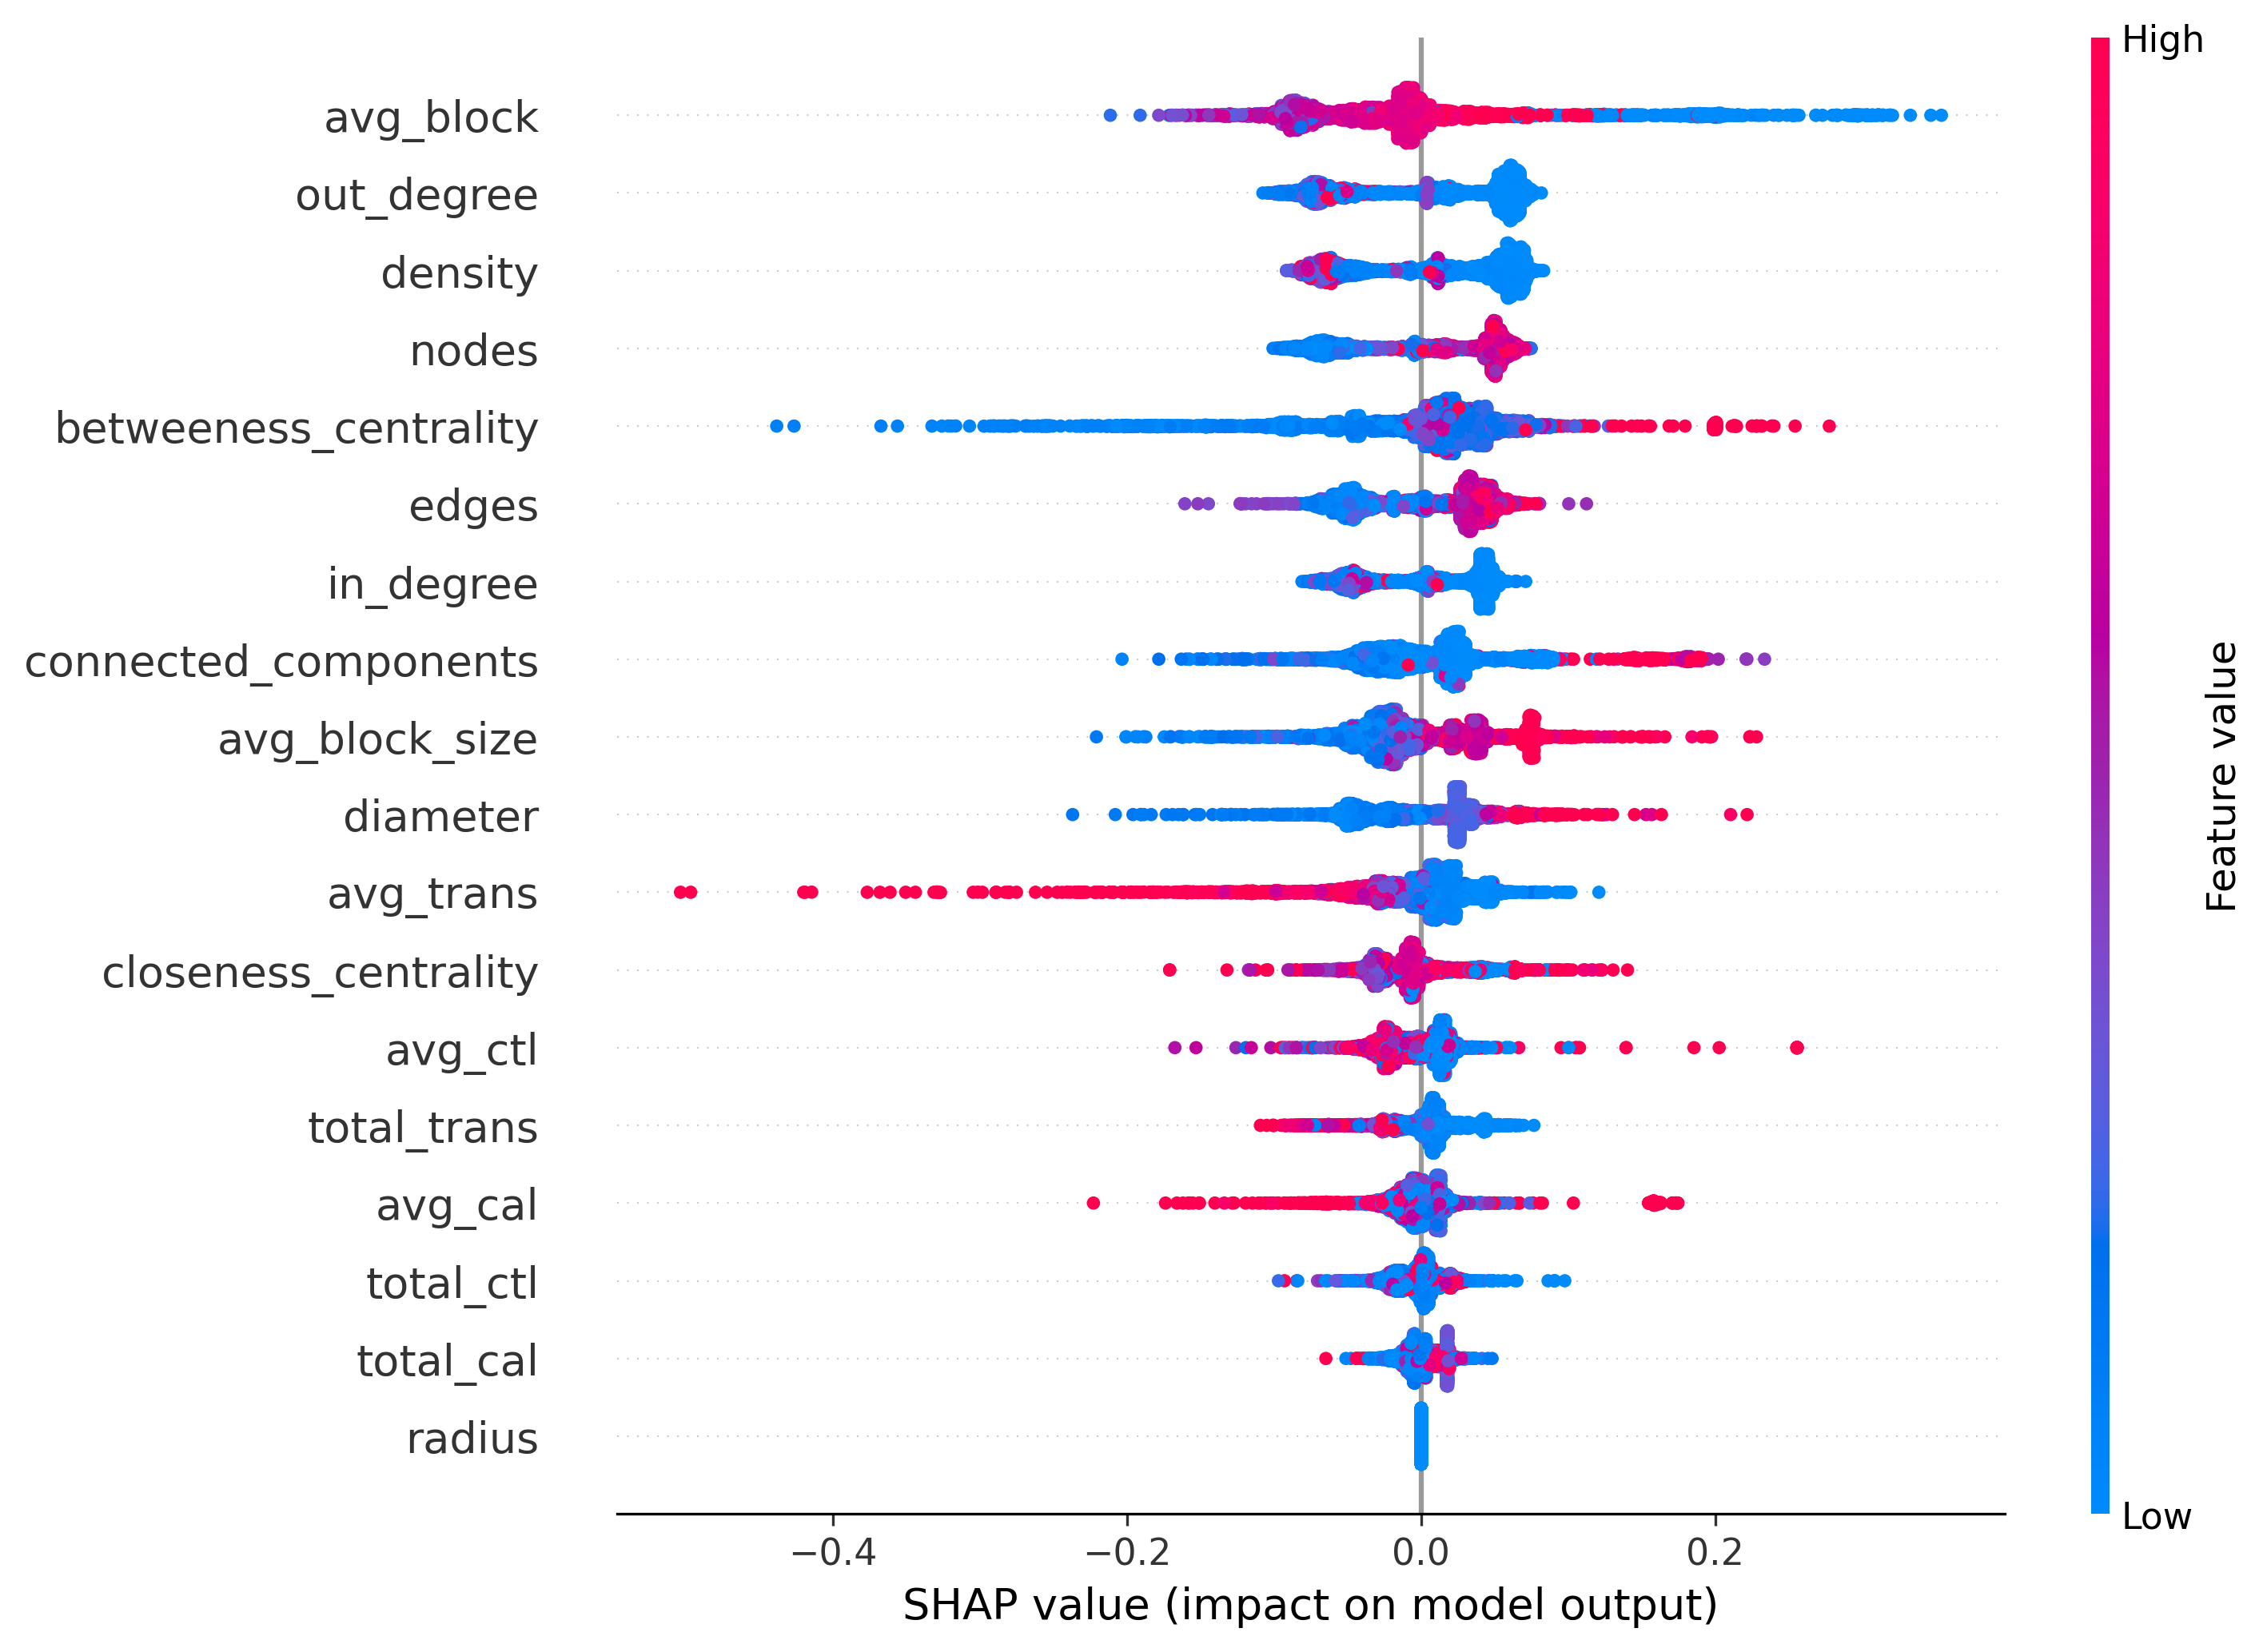 High
avg_block
out_degree
density
nodes
betweeness_centrality
edges
in_degree
connected_components
avg_block_size
diameter
avg_trans
closeness_centrality
avg_ctl
total_trans
avg_cal
total_ctl
total_cal
radius
Feature value
Low
−0.4 −0.2 0.0 0.2
SHAP value (impact on model output)